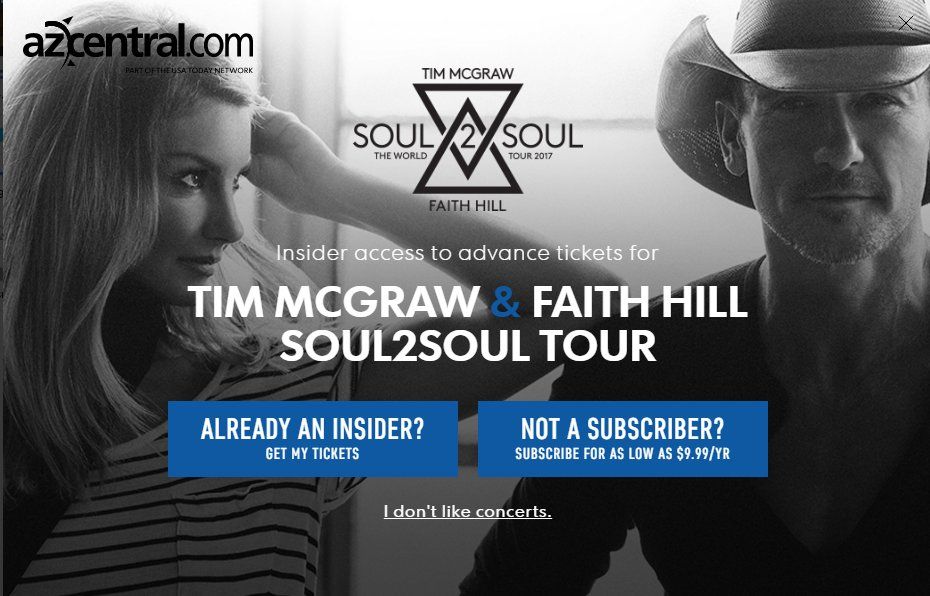 azcentral.com
PART OF THE USA TODAY NETWORK
TIM MCGRAW
SOUL 2 SOUL
THE WORLD TOUR 2017
FAITH HILL
Insider access to advance tickets for
TIM MCGRAW & FAITH HILL
SOUL2SOUL TOUR
ALREADY AN INSIDER?
GET MY TICKETS
NOT A SUBSCRIBER?
SUBSCRIBE FOR AS LOW AS $9.99/YR
I don't like concerts.